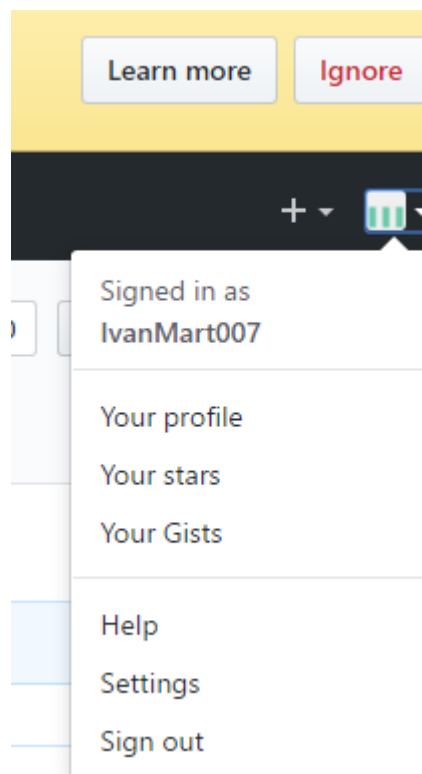 Learn more Ignore
Signed in as
IvanMart007
Your profile
Your stars
Your Gists
Help
Settings
Sign out